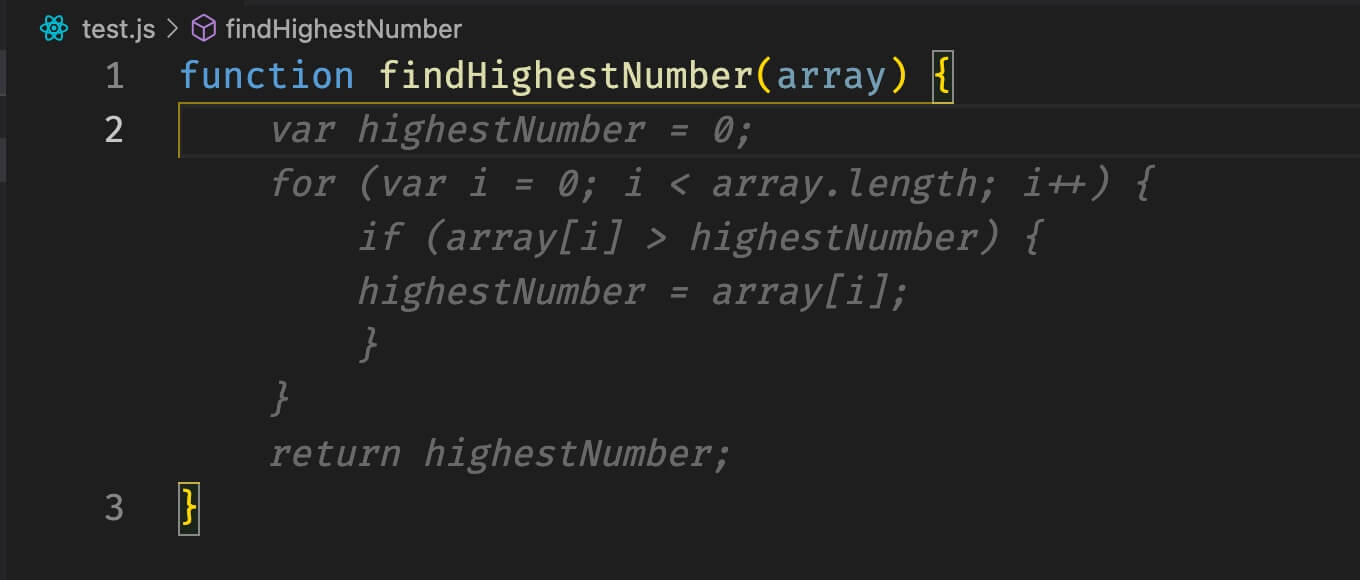 test.js > findHighestNumber
1 function findHighestNumber(array) {
2 var highestNumber = 0;
for (var i = 0; i < array.length; i++) {
if (array[i] > highestNumber) {
highestNumber = array[i];
}
}
return highestNumber;
3 }